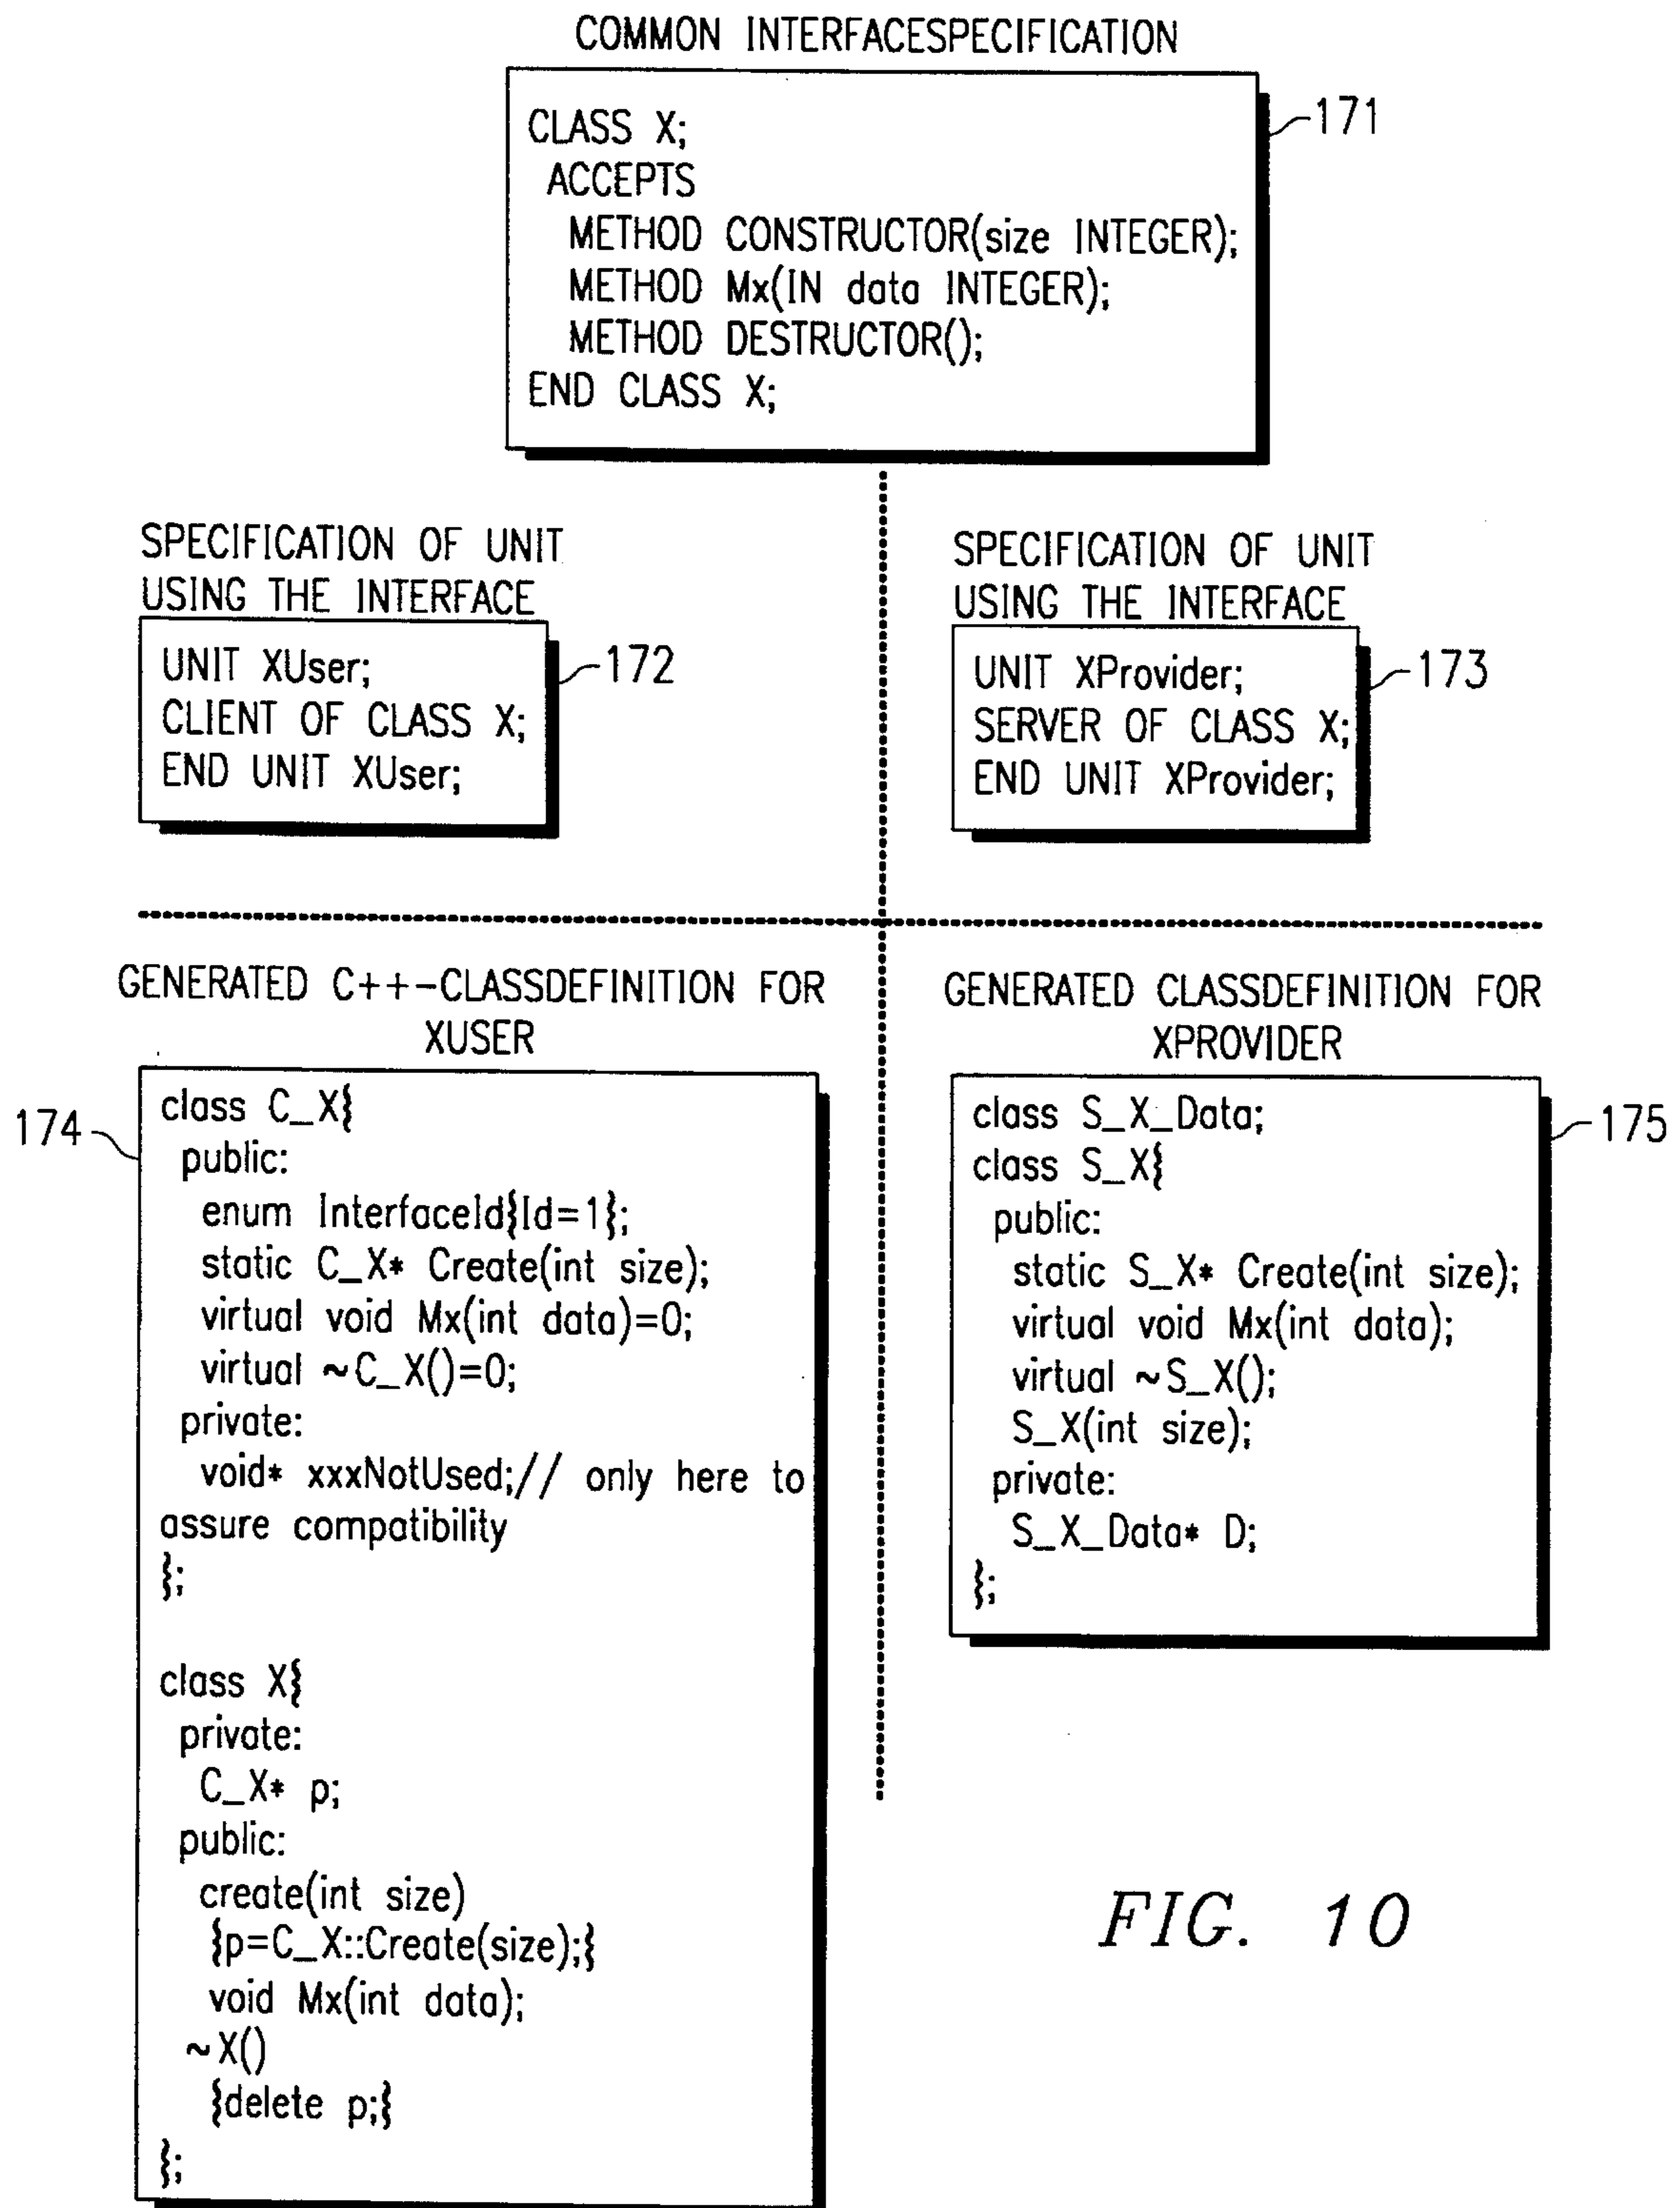 COMMON INTERFACESPECIFICATION
CLASS X;
ACCEPTS
METHOD CONSTRUCTOR(size INTEGER);
METHOD Mx(IN data INTEGER);
METHOD DESTRUCTOR();
END CLASS X;
171
SPECIFICATION OF UNIT
USING THE INTERFACE
UNIT XUser;
CLIENT OF CLASS X;
END UNIT XUser;
172
SPECIFICATION OF UNIT
USING THE INTERFACE
UNIT XProvider;
SERVER OF CLASS X;
END UNIT XProvider;
173
GENERATED C++-CLASSDEFINITION FOR
XUSER
174
class C_X{
public:
enum InterfaceId{Id=1};
static C_X* Create(int size);
virtual void Mx(int data)=0;
virtual ~C_X()=0;
private:
void* xxxNotUsed;// only here to
assure compatibility
};
class X{
private:
C_X* p;
public:
create(int size)
{p=C_X::Create(size);{
void Mx(int data);
~X()
{delete p;{
};
GENERATED CLASSDEFINITION FOR
XPROVIDER
175
class S_X_Data;
class S_X{
public:
static S_X* Create(int size);
virtual void Mx(int data);
virtual ~S_X();
S_X(int size);
private:
S_X_Data* D;
};
FIG. 10